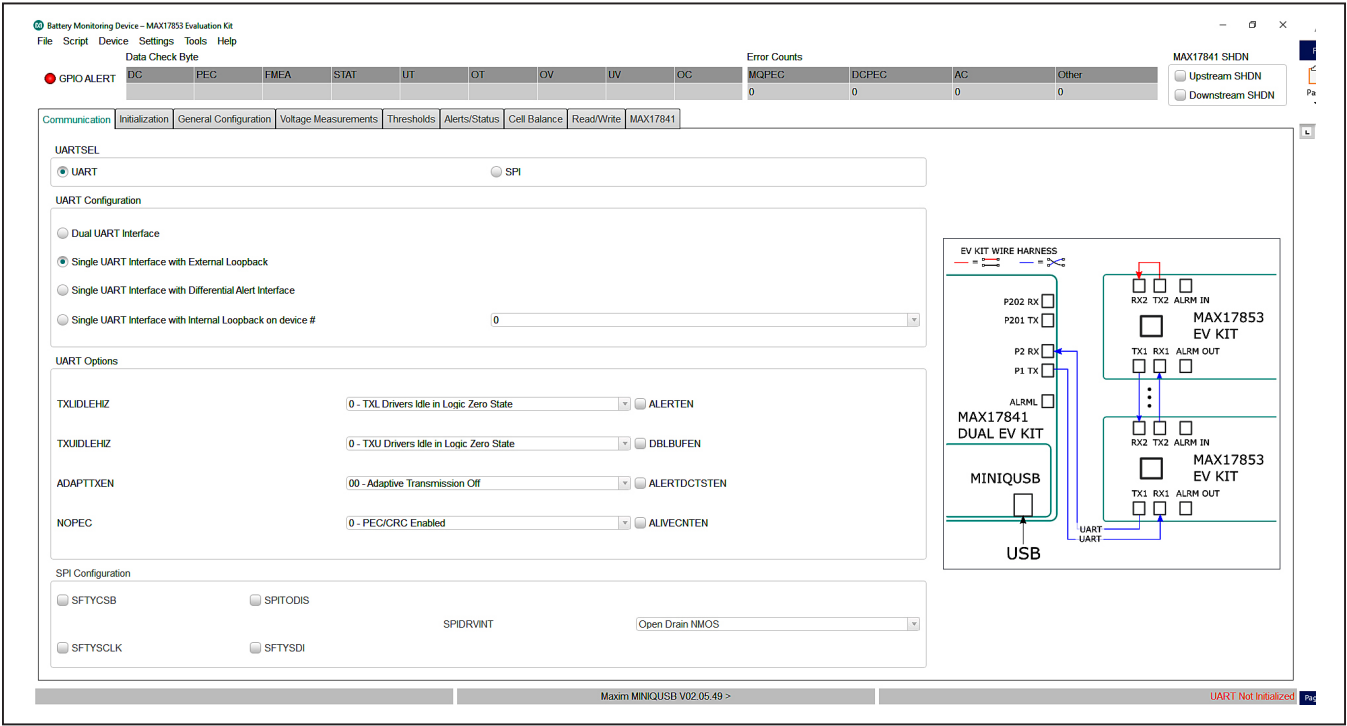 Battery Monitoring Device – MAX17853 Evaluation Kit
File Script Device Settings Tools Help
Data Check Byte
Error Counts
MAX17841 SHDN
GPIO ALERT
DC PEC FMEA STAT UT OT OV UV OC
MQPEC DCPEC AC Other
0 0 0 0
Upstream SHDN
Downstream SHDN
Communication Initialization General Configuration Voltage Measurements Thresholds Alerts/Status Cell Balance Read/Write MAX17841
UARTSEL
UART SPI
UART Configuration
Dual UART Interface
Single UART Interface with External Loopback
Single UART Interface with Differential Alert Interface
Single UART Interface with Internal Loopback on device # 0
UART Options
TXLIDLEHIZ 0 - TXL Drivers Idle in Logic Zero State ALERTEN
TXUIDLEHIZ 0 - TXU Drivers Idle in Logic Zero State DBLBUFEN
ADAPTTXEN 00 - Adaptive Transmission Off ALERTDCTSTEN
NOPEC 0 - PEC/CRC Enabled ALIVECNTEN
SPI Configuration
SFTYCSB SPITODIS
SPIDRVINT Open Drain NMOS
SFTYSCLK SFTYSDI
EV KIT WIRE HARNESS
= =
P202 RX
P201 TX
P2 RX
P1 TX
ALRML
MAX17841
DUAL EV KIT
MINIQUSB
USB
RX2 TX2 ALRM IN
MAX17853
EV KIT
TX1 RX1 ALRM OUT
RX2 TX2 ALRM IN
MAX17853
EV KIT
TX1 RX1 ALRM OUT
UART
UART
Maxim MINIQUSB V02.05.49 >
UART Not Initialized